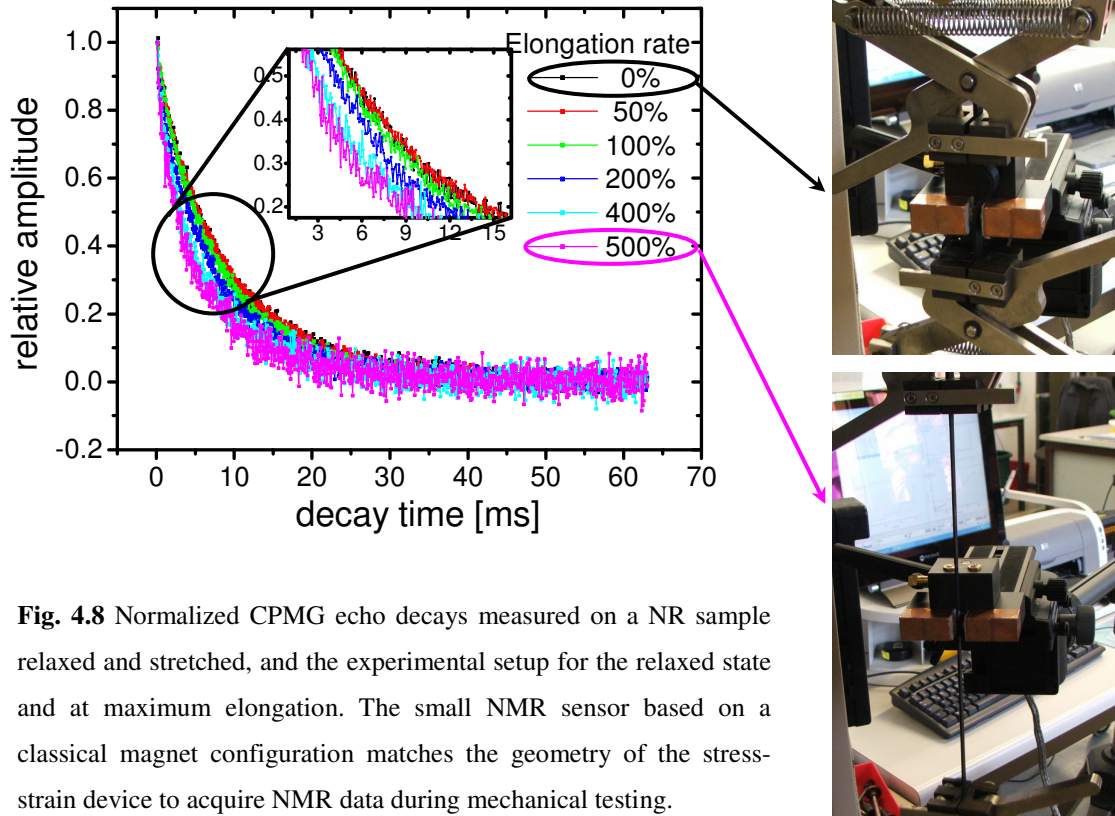 1.0
0.8
0.6
0.4
0.2
0.0
-0.2
relative amplitude
0 10 20 30 40 50 60 70
decay time [ms]
0.5
0.4
0.3
0.2
3 6 9 12 15
Elongation rate
0%
50%
100%
200%
400%
500%
Fig. 4.8 Normalized CPMG echo decays measured on a NR sample
relaxed and stretched, and the experimental setup for the relaxed state
and at maximum elongation. The small NMR sensor based on a
classical magnet configuration matches the geometry of the stress-
strain device to acquire NMR data during mechanical testing.